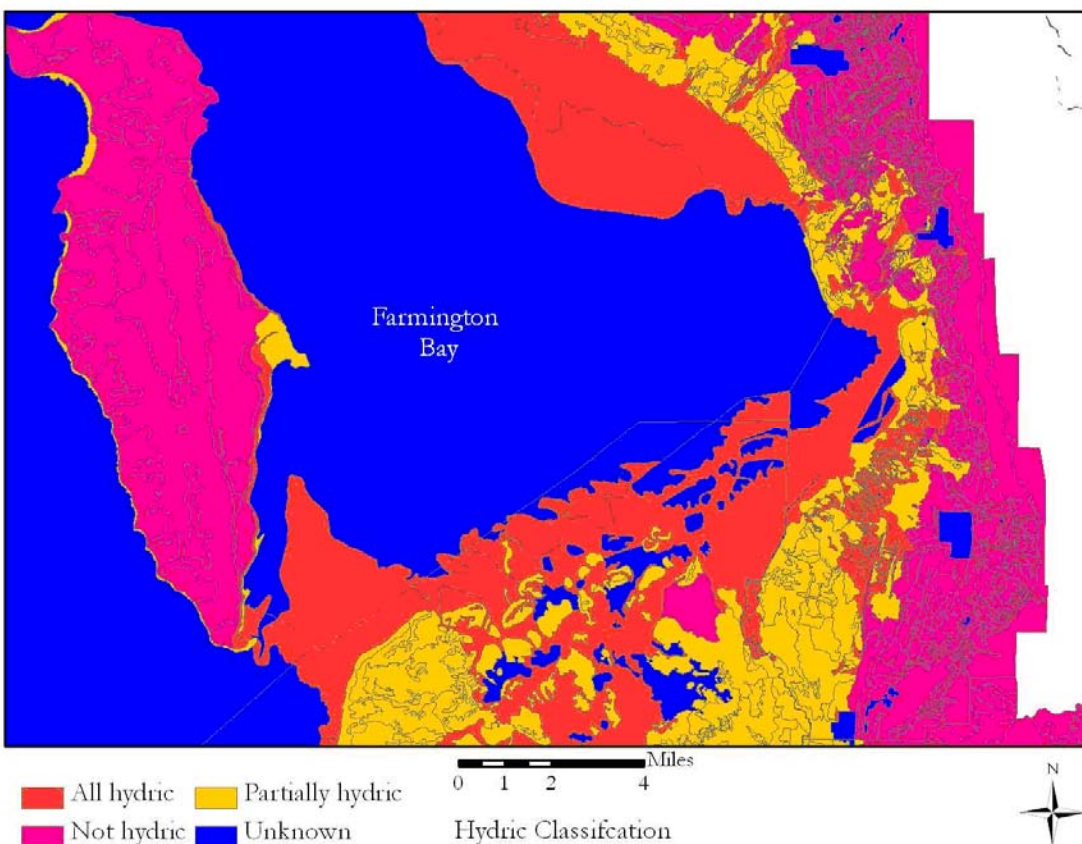 Farmington
Bay
Miles
0 1 2 4
All hydric
Partially hydric
Not hydric
Unknown
Hydric Classifcation
N